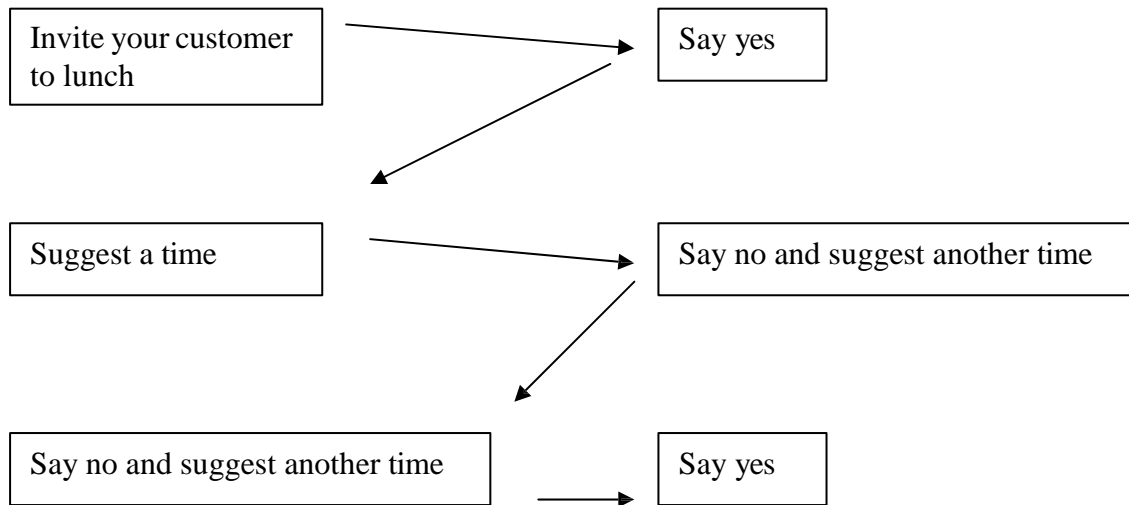 Invite your customer
to lunch
Say yes
Suggest a time
Say no and suggest another time
Say no and suggest another time
Say yes